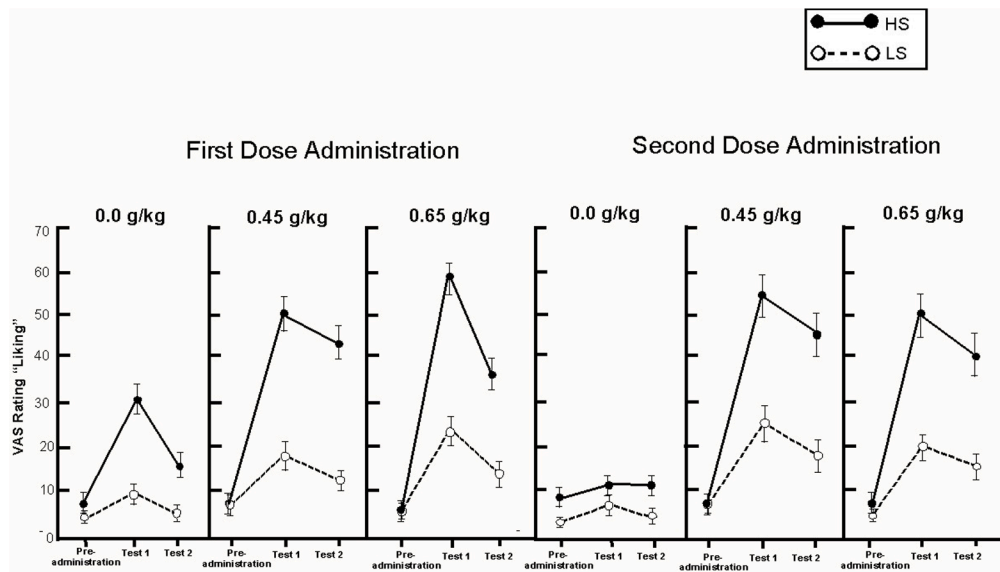 HS
LS
First Dose Administration
Second Dose Administration
0.0 g/kg
0.45 g/kg
0.65 g/kg
0.0 g/kg
0.45 g/kg
0.65 g/kg
VAS Rating “Liking”
70
60
50
40
30
20
10
0
Pre-
administration
Test 1
Test 2
Pre-
administration
Test 1
Test 2
Pre-
administration
Test 1
Test 2
Pre-
administration
Test 1
Test 2
Pre-
administration
Test 1
Test 2
Pre-
administration
Test 1
Test 2